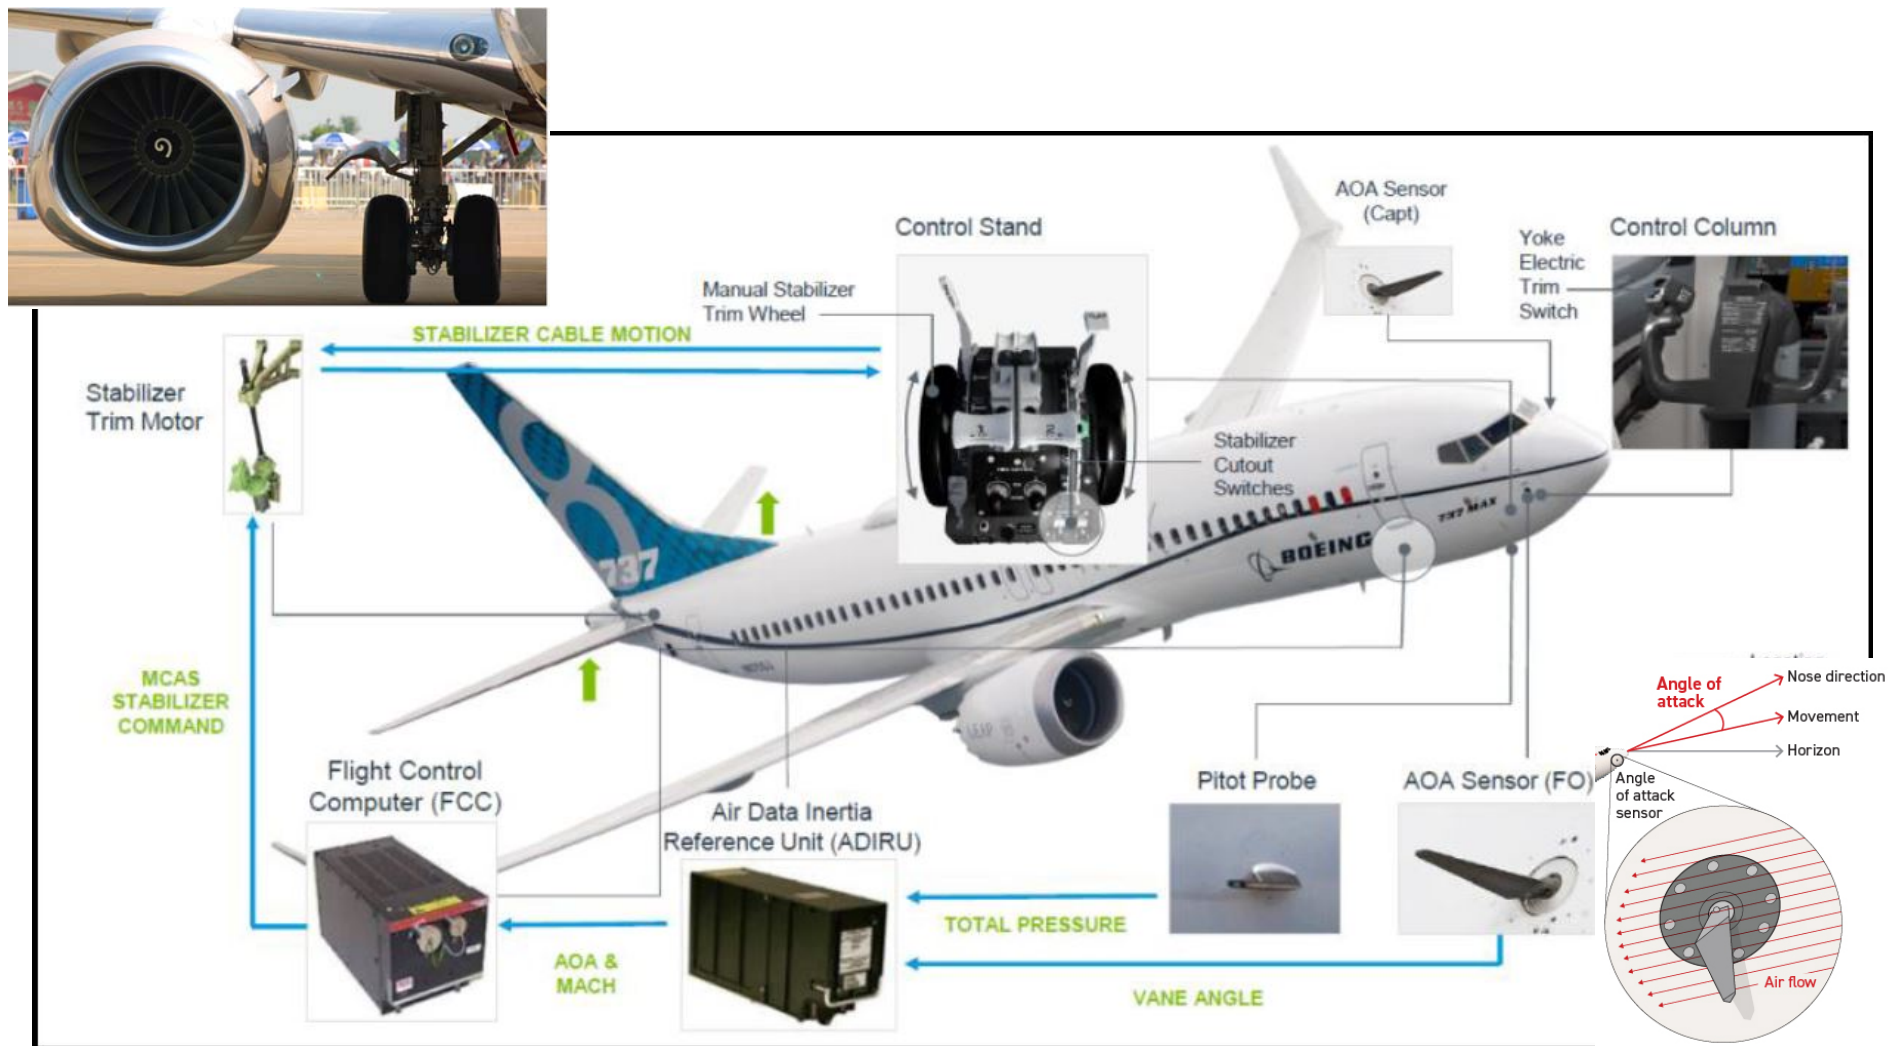 AOA Sensor
(Capt)
Control Stand
Yoke
Electric
Trim
Switch
Control Column
Manual Stabilizer
Trim Wheel
STABILIZER CABLE MOTION
Stabilizer
Trim Motor
1
2
Stabilizer
Cutout
Switches
8
737
737 MAX
BOEING
MCAS
STABILIZER
COMMAND
LEAP
Angle of
attack
Nose direction
Movement
Horizon
Angle
of attack
sensor
Air flow
Flight Control
Computer (FCC)
Air Data Inertia
Reference Unit (ADIRU)
Pitot Probe
AOA Sensor (FO)
TOTAL PRESSURE
AOA &
MACH
VANE ANGLE